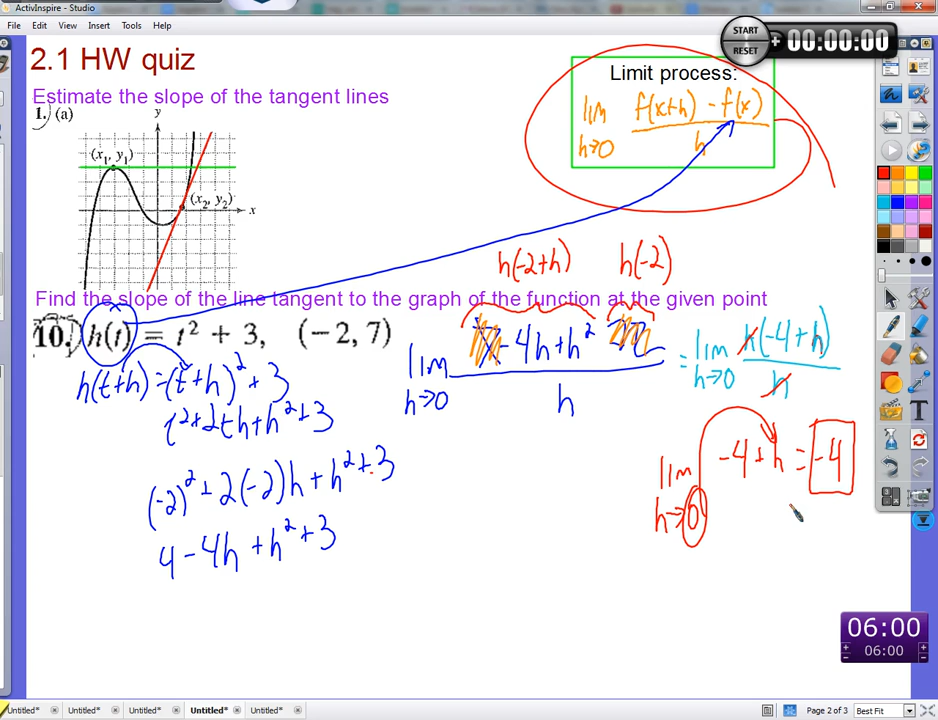 ActivInspire - Studio
File Edit View Insert Tools Help
START
RESET
00:00:00
2.1 HW quiz
Estimate the slope of the tangent lines
1. (a)
y
(x₁, y₁)
(x₂, y₂)
x
Limit process:
lim f(x+h) - f(x)
h→0 h
h(-2+h) h(-2)
Find the slope of the line tangent to the graph of the function at the given point
10. h(t) = t² + 3, (-2, 7)
h(t+h) = (t+h)² + 3
t² + 2th + h² + 3
(-2)² + 2(-2)h + h² + 3
4 - 4h + h² + 3
lim -4h + h²
h→0 h
= lim h(-4+h)
h→0 h
lim -4+h = -4
h→0
06:00
06:00
Untitled* Untitled* Untitled* Untitled* Untitled*
Page 2 of 3 Best Fit